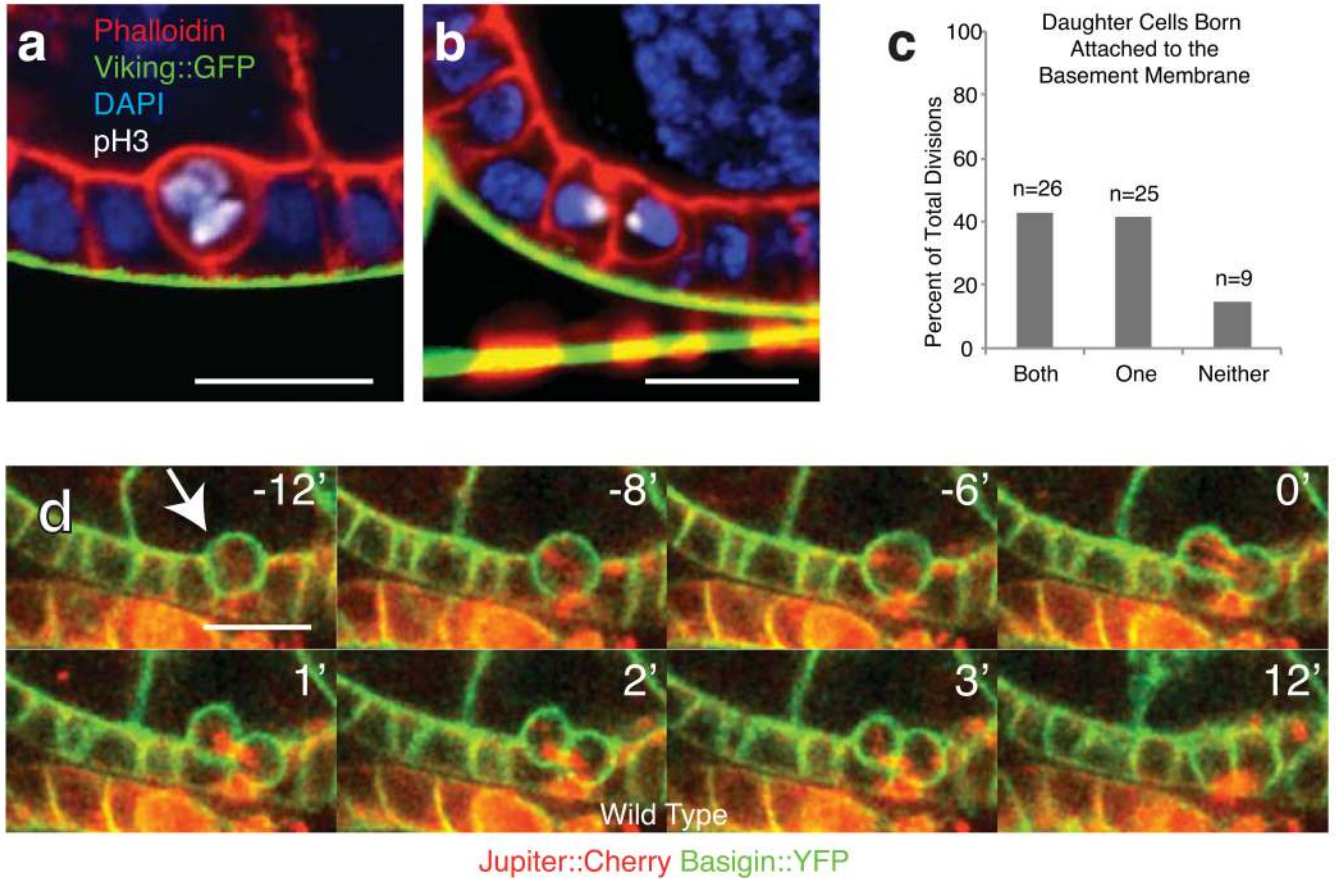 a
Phalloidin
Viking::GFP
DAPI
pH3
b
c
Daughter Cells Born
Attached to the
Basement Membrane
Percent of Total Divisions
100
80
60
40
20
0
n=26
n=25
n=9
Both
One
Neither
d
-12’
-8’
-6’
0’
1’
2’
3’
12’
Wild Type
Jupiter::Cherry Basigin::YFP